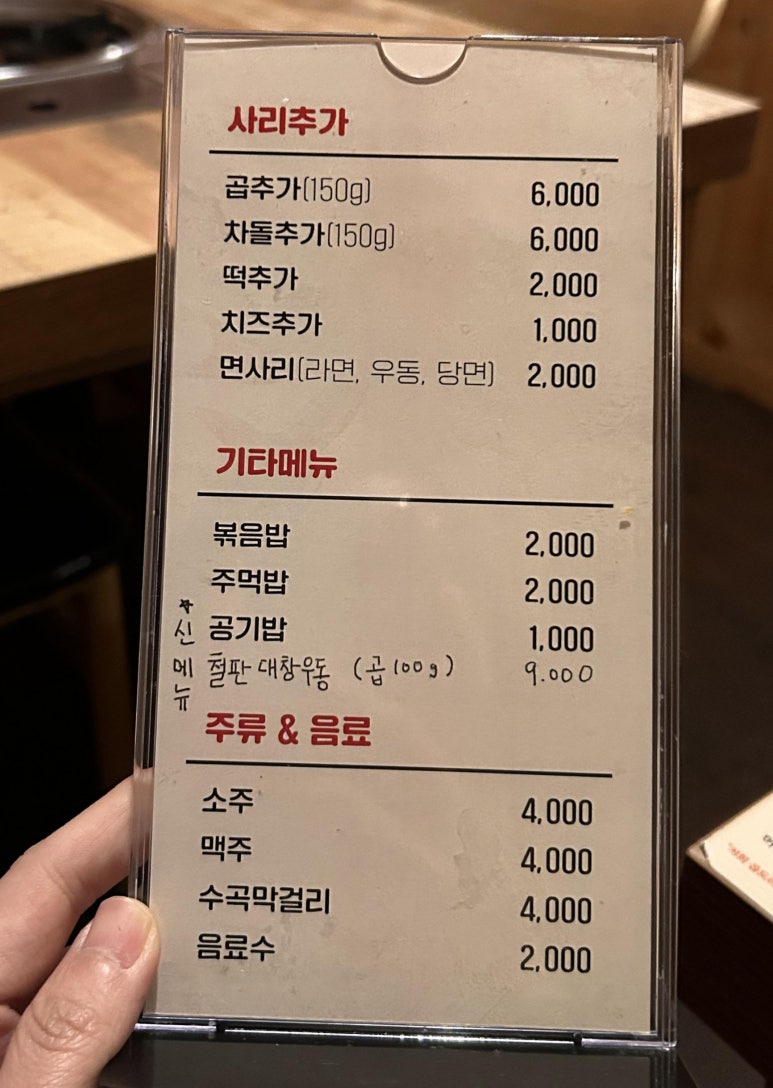 사리추가
곱추가(150g) 6,000
차돌추가(150g) 6,000
떡추가 2,000
치즈추가 1,000
면사리(라면, 우동, 당면) 2,000
기타메뉴
볶음밥 2,000
주먹밥 2,000
공기밥 1,000
★신메뉴 철판대창우동 (곱100g) 9.000
주류 & 음료
소주 4,000
맥주 4,000
수곡막걸리 4,000
음료수 2,000